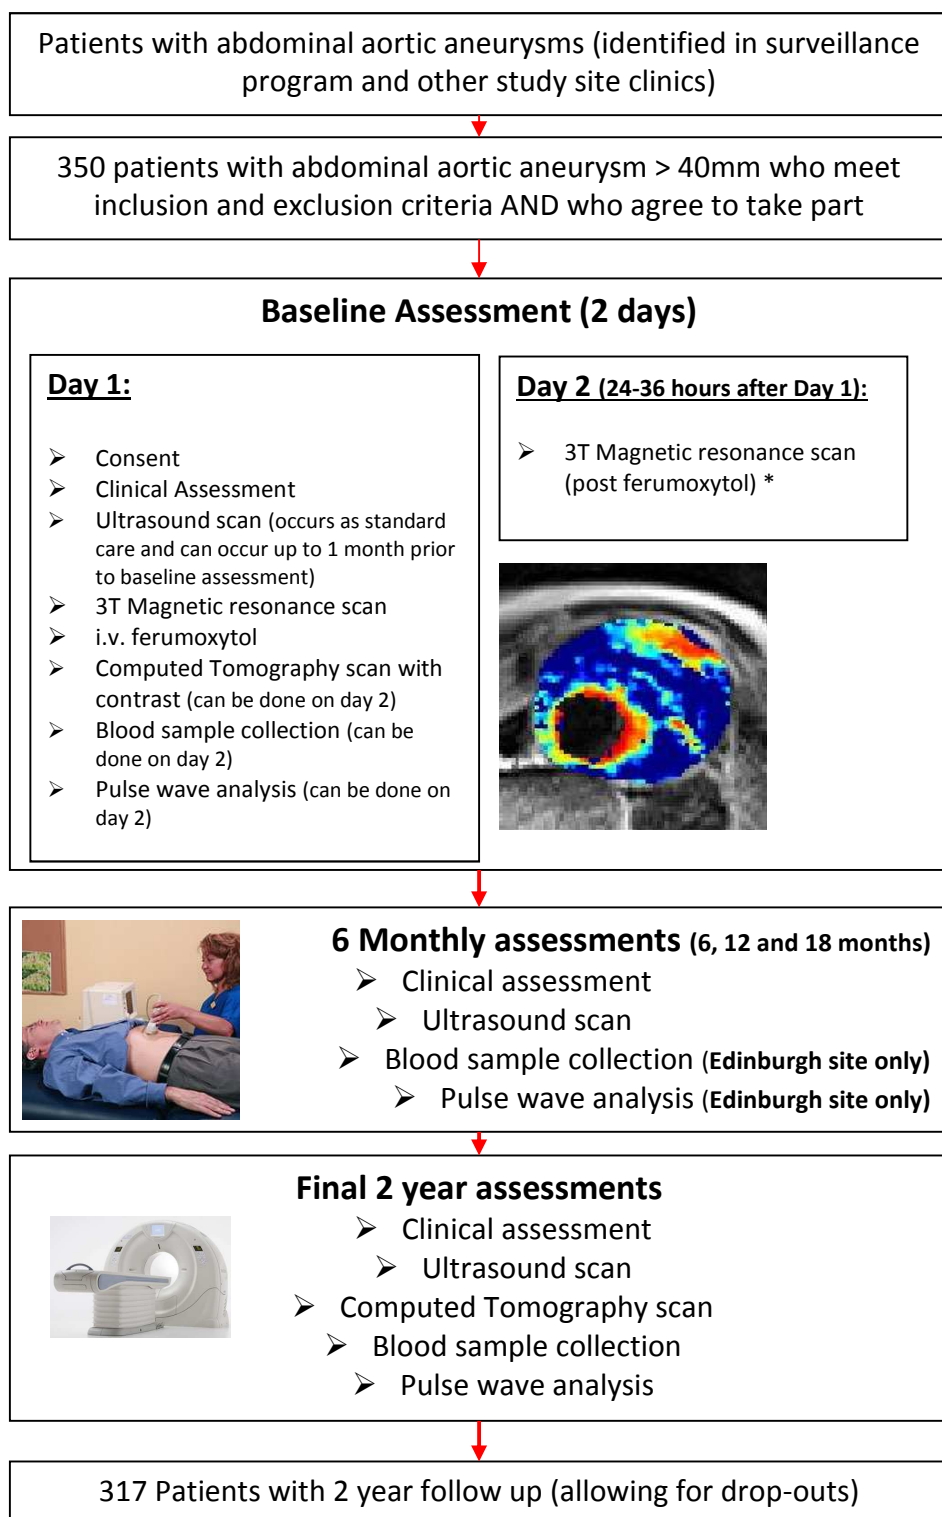 Patients with abdominal aortic aneurysms (identified in surveillance
program and other study site clinics)
350 patients with abdominal aortic aneurysm > 40mm who meet
inclusion and exclusion criteria AND who agree to take part
Baseline Assessment (2 days)
Day 1:
➢ Consent
➢ Clinical Assessment
➢ Ultrasound scan (occurs as standard
care and can occur up to 1 month prior
to baseline assessment)
➢ 3T Magnetic resonance scan
➢ i.v. ferumoxytol
➢ Computed Tomography scan with
contrast (can be done on day 2)
➢ Blood sample collection (can be
done on day 2)
➢ Pulse wave analysis (can be done on
day 2)
Day 2 (24-36 hours after Day 1):
➢ 3T Magnetic resonance scan
(post ferumoxytol) *
6 Monthly assessments (6, 12 and 18 months)
➢ Clinical assessment
➢ Ultrasound scan
➢ Blood sample collection (Edinburgh site only)
➢ Pulse wave analysis (Edinburgh site only)
Final 2 year assessments
➢ Clinical assessment
➢ Ultrasound scan
➢ Computed Tomography scan
➢ Blood sample collection
➢ Pulse wave analysis
317 Patients with 2 year follow up (allowing for drop-outs)